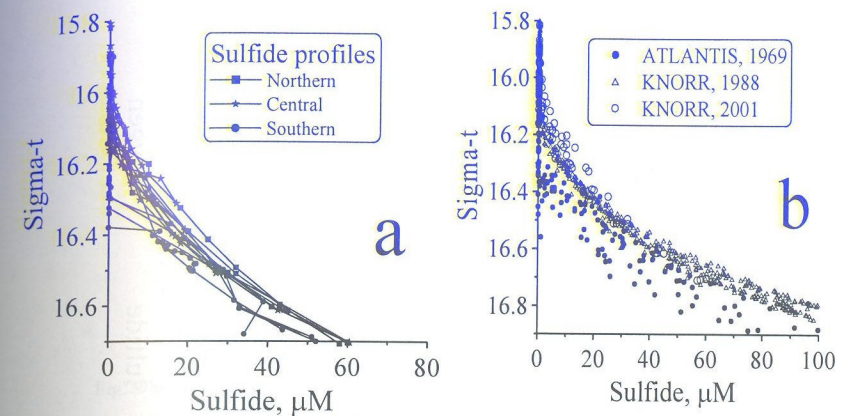 15.8
16
16.2
16.4
16.6
Sigma-t
0
20
40
60
80
Sulfide, μM
Sulfide profiles
Northern
Central
Southern
a
15.8
16.0
16.2
16.4
16.6
16.8
Sigma-t
0
20
40
60
80
100
Sulfide, μM
ATLANTIS, 1969
KNORR, 1988
KNORR, 2001
b